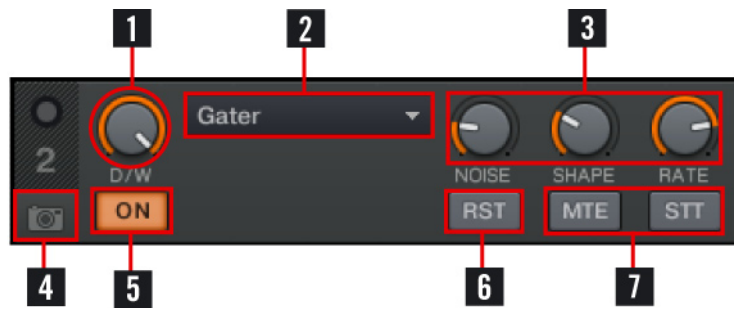 1 2 3
Gater
2
D/W NOISE SHAPE RATE
ON RST MTE STT
4 5 6 7